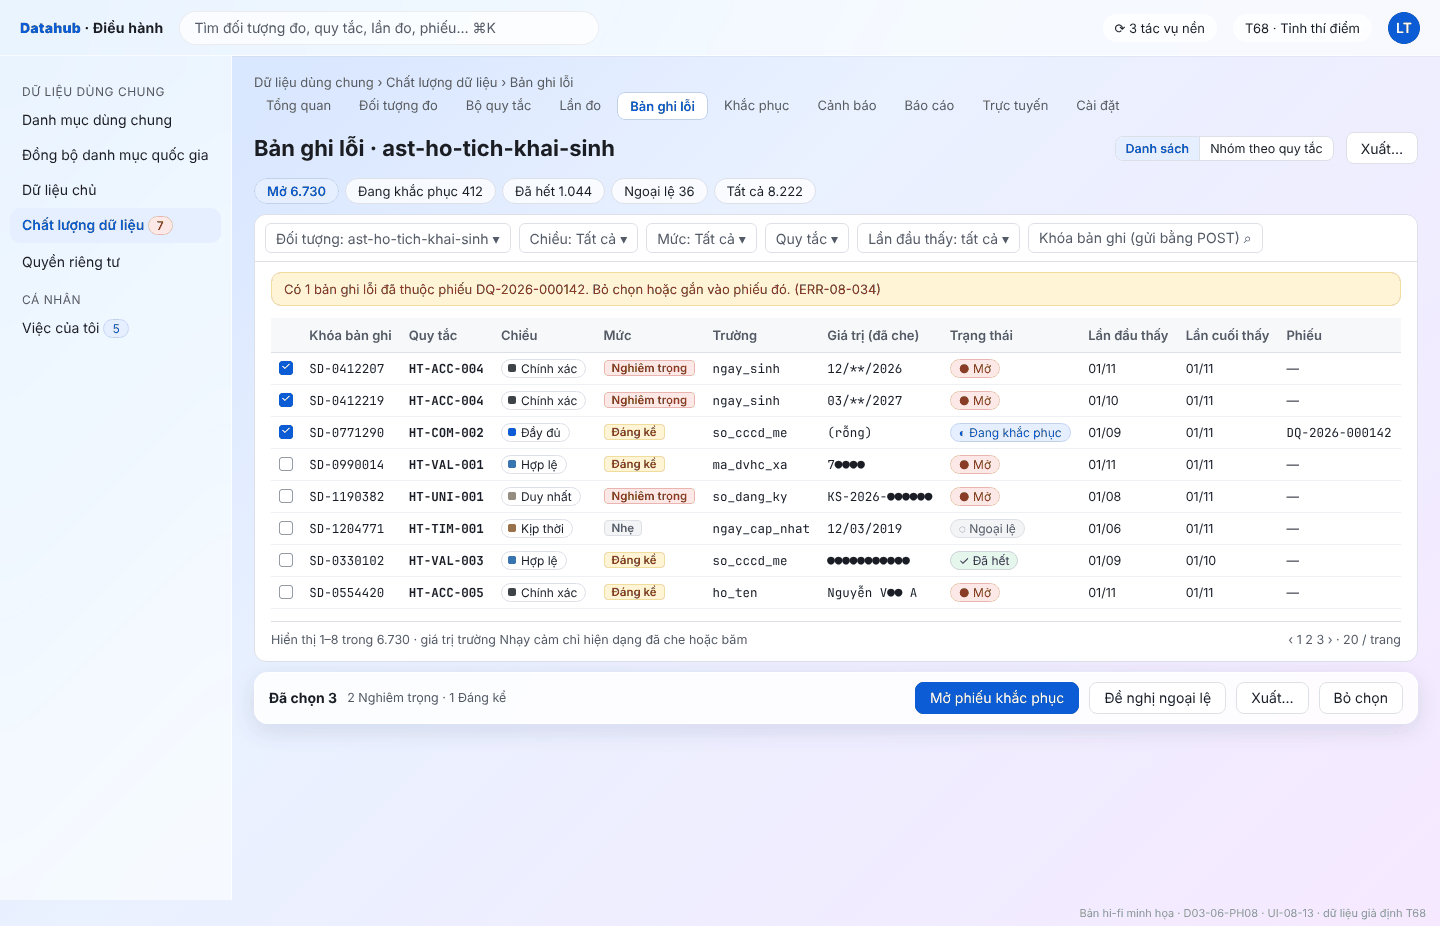 Datahub · Điều hành
Tìm đối tượng đo, quy tắc, lần đo, phiếu... ⌘K
⟳ 3 tác vụ nền
T68 · Tỉnh thí điểm
LT
DỮ LIỆU DÙNG CHUNG
Danh mục dùng chung
Đồng bộ danh mục quốc gia
Dữ liệu chủ
Chất lượng dữ liệu 7
Quyền riêng tư
CÁ NHÂN
Việc của tôi 5
Dữ liệu dùng chung › Chất lượng dữ liệu › Bản ghi lỗi
Tổng quan Đối tượng đo Bộ quy tắc Lần đo Bản ghi lỗi Khắc phục Cảnh báo Báo cáo Trực tuyến Cài đặt
Bản ghi lỗi · ast-ho-tich-khai-sinh
Danh sách Nhóm theo quy tắc Xuất...
Mở 6.730 Đang khắc phục 412 Đã hết 1.044 Ngoại lệ 36 Tất cả 8.222
Đối tượng: ast-ho-tich-khai-sinh ▾ Chiều: Tất cả ▾ Mức: Tất cả ▾ Quy tắc ▾ Lần đầu thấy: tất cả ▾ Khóa bản ghi (gửi bằng POST) ⌕
Có 1 bản ghi lỗi đã thuộc phiếu DQ-2026-000142. Bỏ chọn hoặc gắn vào phiếu đó. (ERR-08-034)
Khóa bản ghi Quy tắc Chiều Mức Trường Giá trị (đã che) Trạng thái Lần đầu thấy Lần cuối thấy Phiếu
SD-0412207 HT-ACC-004 Chính xác Nghiêm trọng ngay_sinh 12/**/2026 ● Mở 01/11 01/11 —
SD-0412219 HT-ACC-004 Chính xác Nghiêm trọng ngay_sinh 03/**/2027 ● Mở 01/10 01/11 —
SD-0771290 HT-COM-002 Đầy đủ Đáng kể so_cccd_me (rỗng) Đang khắc phục 01/09 01/11 DQ-2026-000142
SD-0990014 HT-VAL-001 Hợp lệ Đáng kể ma_dvhc_xa 7●●●● ● Mở 01/11 01/11 —
SD-1190382 HT-UNI-001 Duy nhất Nghiêm trọng so_dang_ky KS-2026-●●●●●● ● Mở 01/08 01/11 —
SD-1204771 HT-TIM-001 Kịp thời Nhẹ ngay_cap_nhat 12/03/2019 ◌ Ngoại lệ 01/06 01/11 —
SD-0330102 HT-VAL-003 Hợp lệ Đáng kể so_cccd_me ●●●●●●●●●●● ✓ Đã hết 01/09 01/10 —
SD-0554420 HT-ACC-005 Chính xác Đáng kể ho_ten Nguyễn V●● A ● Mở 01/11 01/11 —
Hiển thị 1–8 trong 6.730 · giá trị trường Nhạy cảm chỉ hiện dạng đã che hoặc băm
‹ 1 2 3 › · 20 / trang
Đã chọn 3 2 Nghiêm trọng · 1 Đáng kể
Mở phiếu khắc phục Đề nghị ngoại lệ Xuất... Bỏ chọn
Bản hi-fi minh họa · D03-06-PH08 · UI-08-13 · dữ liệu giả định T68